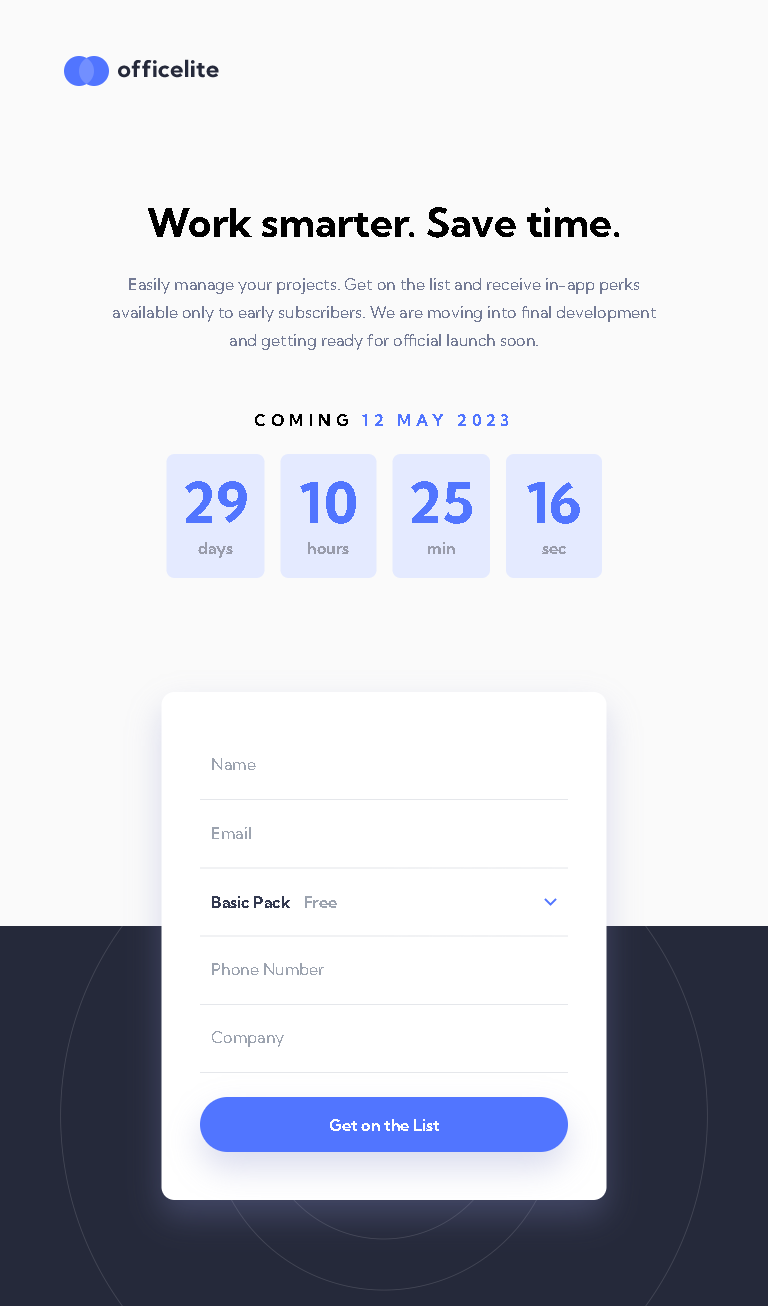 officelite
Work smarter. Save time.
Easily manage your projects. Get on the list and receive in-app perks
available only to early subscribers. We are moving into final development
and getting ready for official launch soon.
COMING 12 MAY 2023
29 10 25 16
days hours min sec
Name
Email
Basic Pack Free
Phone Number
Company
Get on the List